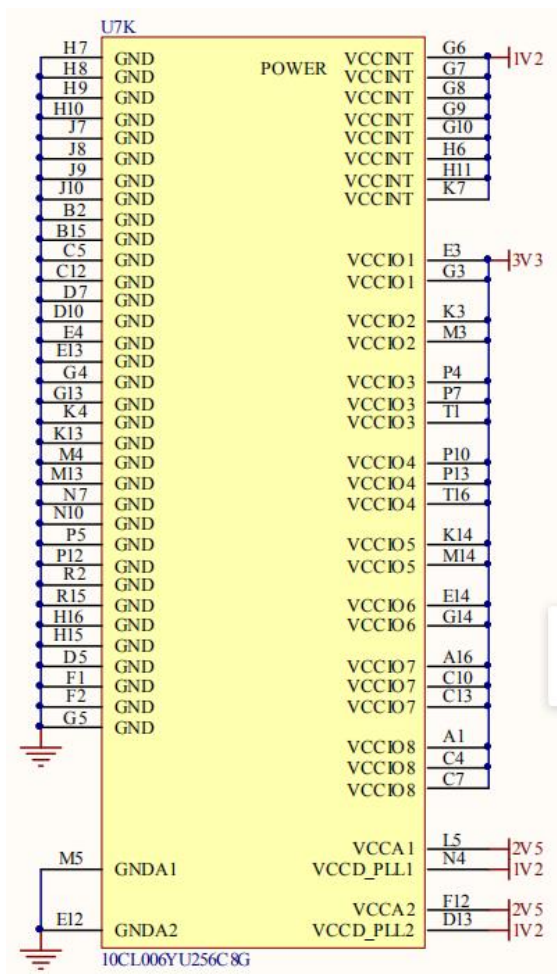 U7K
H7 GND POWER VCCINT G6 1V2
H8 GND VCCINT G7
H9 GND VCCINT G8
H10 GND VCCINT G9
J7 GND VCCINT G10
J8 GND VCCINT H6
J9 GND VCCINT H11
J10 GND VCCINT K7
B2 GND
B15 GND
C5 GND VCCIO1 E3 3V3
C12 GND VCCIO1 G3
D7 GND
D10 GND VCCIO2 K3
E4 GND VCCIO2 M3
E13 GND
G4 GND VCCIO3 P4
G13 GND VCCIO3 P7
K4 GND VCCIO3 T1
K13 GND
M4 GND VCCIO4 P10
M13 GND VCCIO4 P13
N7 GND VCCIO4 T16
N10 GND
P5 GND VCCIO5 K14
P12 GND VCCIO5 M14
R2 GND
R15 GND VCCIO6 E14
H16 GND VCCIO6 G14
H15 GND
D5 GND VCCIO7 A16
F1 GND VCCIO7 C10
F2 GND VCCIO7 C13
G5 GND
VCCIO8 A1
VCCIO8 C4
VCCIO8 C7
VCCA1 L5 2V5
M5 GNDA1 VCCD_PLL1 N4 1V2
VCCA2 F12 2V5
E12 GNDA2 VCCD_PLL2 D13 1V2
10CL006YU256C8G